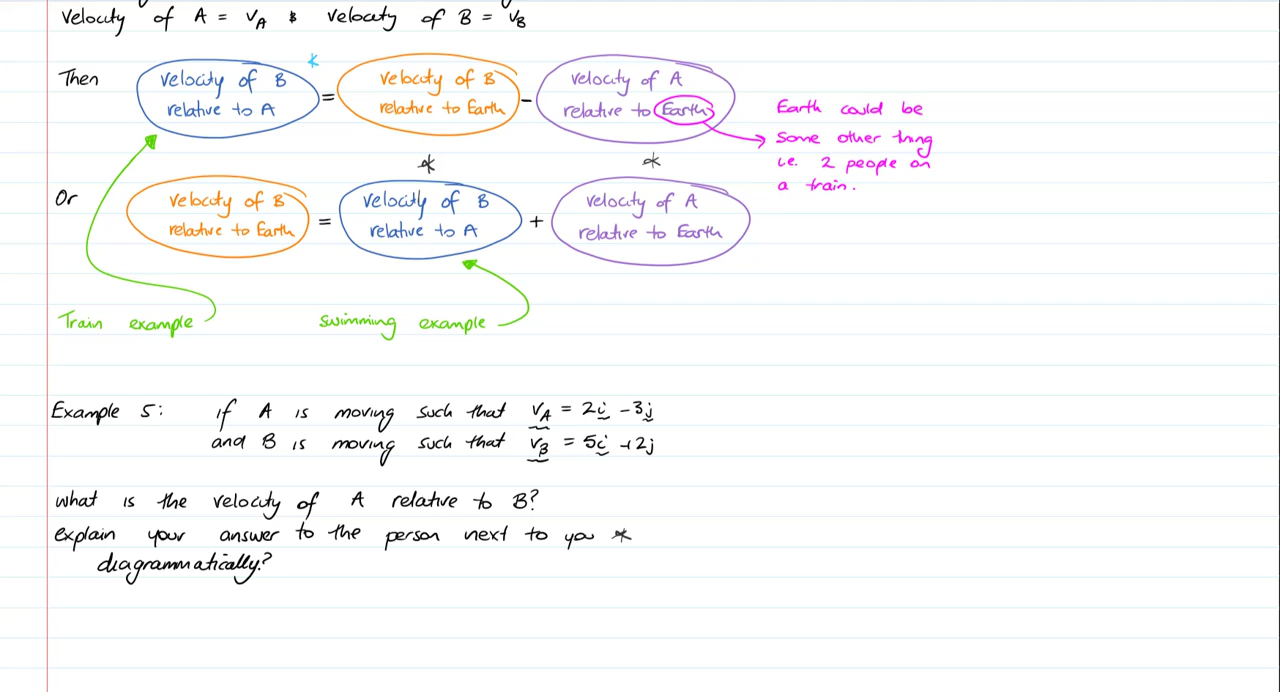 velocity of A = vA & velocity of B = vB
Then velocity of B relative to A * = velocity of B relative to Earth - velocity of A relative to Earth
Earth could be
some other thing
i.e. 2 people on
a train.
* *
Or velocity of B relative to Earth = velocity of B relative to A + velocity of A relative to Earth
Train example swimming example
Example 5: if A is moving such that vA = 2i - 3j
and B is moving such that vB = 5i + 2j
what is the velocity of A relative to B?
explain your answer to the person next to you *
diagrammatically?